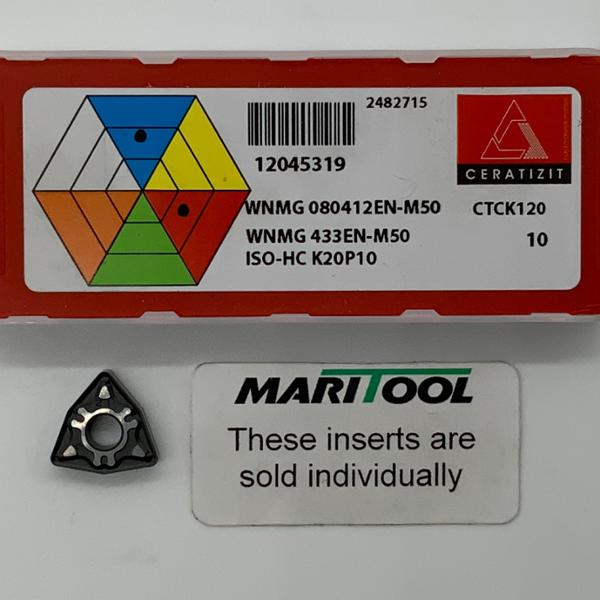 2482715
12045319
CERATIZIT
WNMG 080412EN-M50 CTCK120
WNMG 433EN-M50 10
ISO-HC K20P10
MARITOOL
These inserts are
sold individually